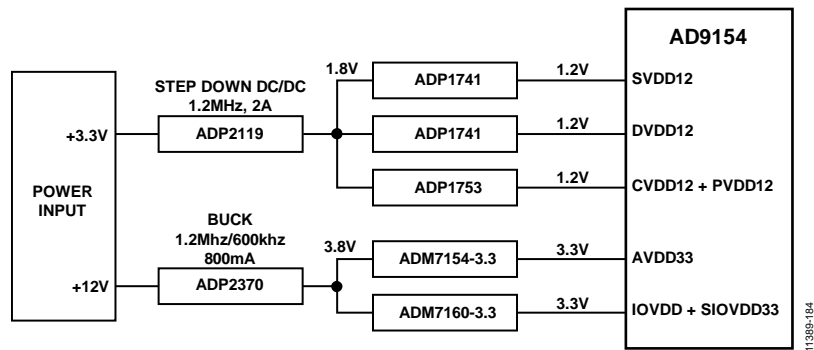 AD9154
POWER
INPUT
+3.3V
STEP DOWN DC/DC
1.2MHz, 2A
ADP2119
1.8V
ADP1741
1.2V
SVDD12
ADP1741
1.2V
DVDD12
ADP1753
1.2V
CVDD12 + PVDD12
+12V
BUCK
1.2Mhz/600khz
800mA
ADP2370
3.8V
ADM7154-3.3
3.3V
AVDD33
ADM7160-3.3
3.3V
IOVDD + SIOVDD33
11389-184